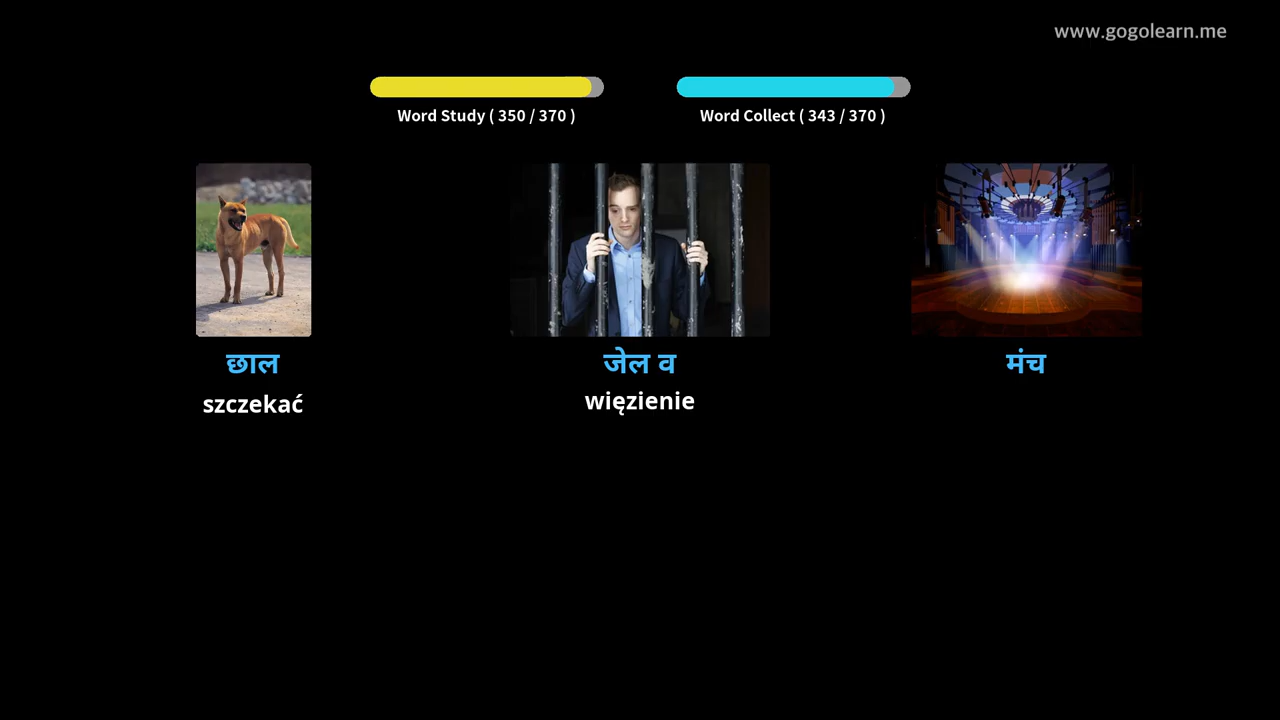 www.gogolearn.me
Word Study ( 350 / 370 )
Word Collect ( 343 / 370 )
छाल
जेल व
मंच
szczekać
więzienie